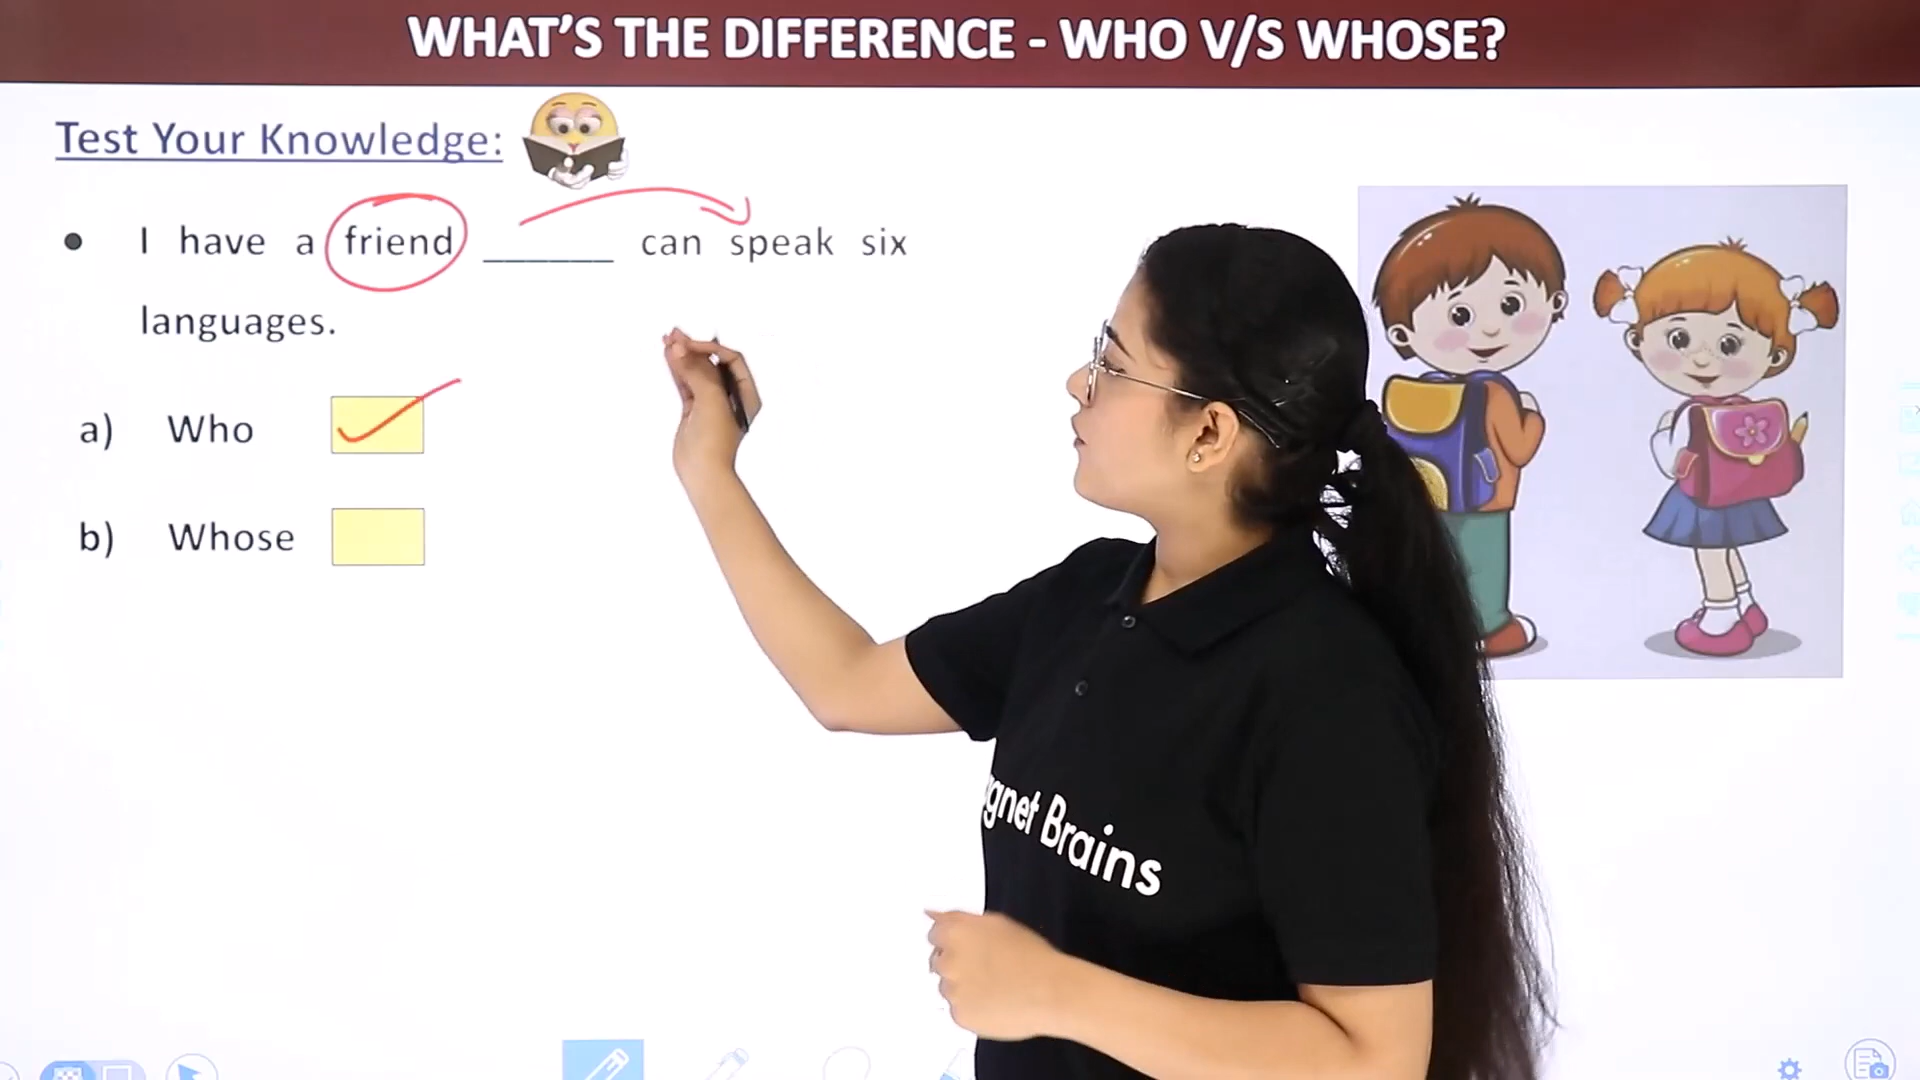 WHAT'S THE DIFFERENCE - WHO V/S WHOSE?
Test Your Knowledge:
• I have a friend ______ can speak six
languages.
a) Who
b) Whose
gnet Brains